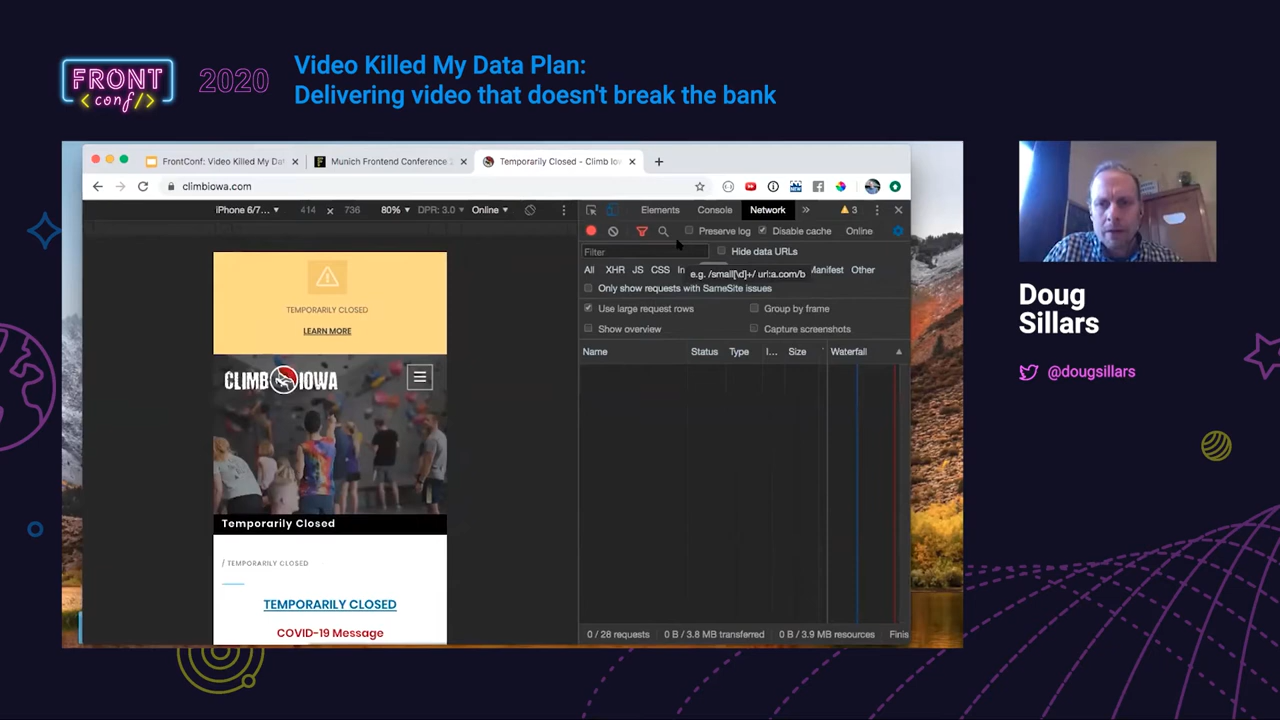 FRONT
<conf/>
2020
Video Killed My Data Plan:
Delivering video that doesn't break the bank
FrontConf: Video Killed My Da
Munich Frontend Conference
Temporarily Closed - Climb Io
climbiowa.com
iPhone 6/7... 414 x 736 80% DPR: 3.0 Online
Elements Console Network 3
Preserve log Disable cache Online
Filter Hide data URLs
All XHR JS CSS Manifest Other
e.g. /small[\d]+/ url:a.com/b
Only show requests with SameSite issues
Use large request rows Group by frame
Show overview Capture screenshots
Name Status Type I... Size Waterfall
0 / 28 requests 0 B / 3.8 MB transferred 0 B / 3.9 MB resources Finis
TEMPORARILY CLOSED
LEARN MORE
CLIMB IOWA
Temporarily Closed
/ TEMPORARILY CLOSED
TEMPORARILY CLOSED
COVID-19 Message
Doug
Sillars
@dougsillars